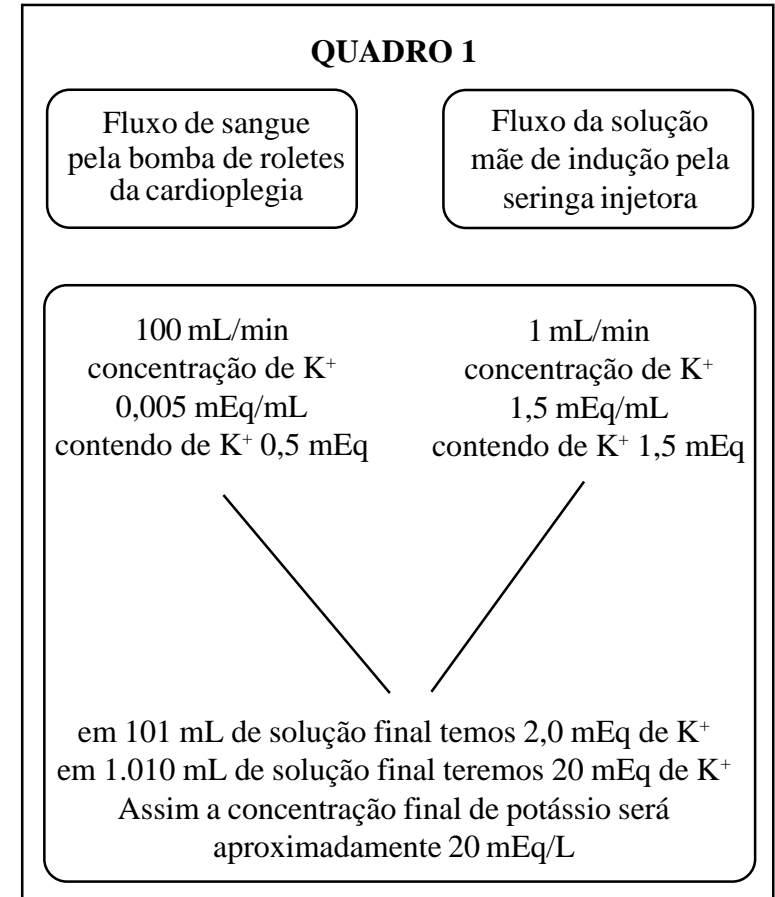 QUADRO 1
Fluxo de sangue
pela bomba de roletes
da cardioplegia
Fluxo da solução
mãe de indução pela
seringa injetora
100 mL/min
concentração de K⁺
0,005 mEq/mL
contendo de K⁺ 0,5 mEq
1 mL/min
concentração de K⁺
1,5 mEq/mL
contendo de K⁺ 1,5 mEq
em 101 mL de solução final temos 2,0 mEq de K⁺
em 1.010 mL de solução final teremos 20 mEq de K⁺
Assim a concentração final de potássio será
aproximadamente 20 mEq/L